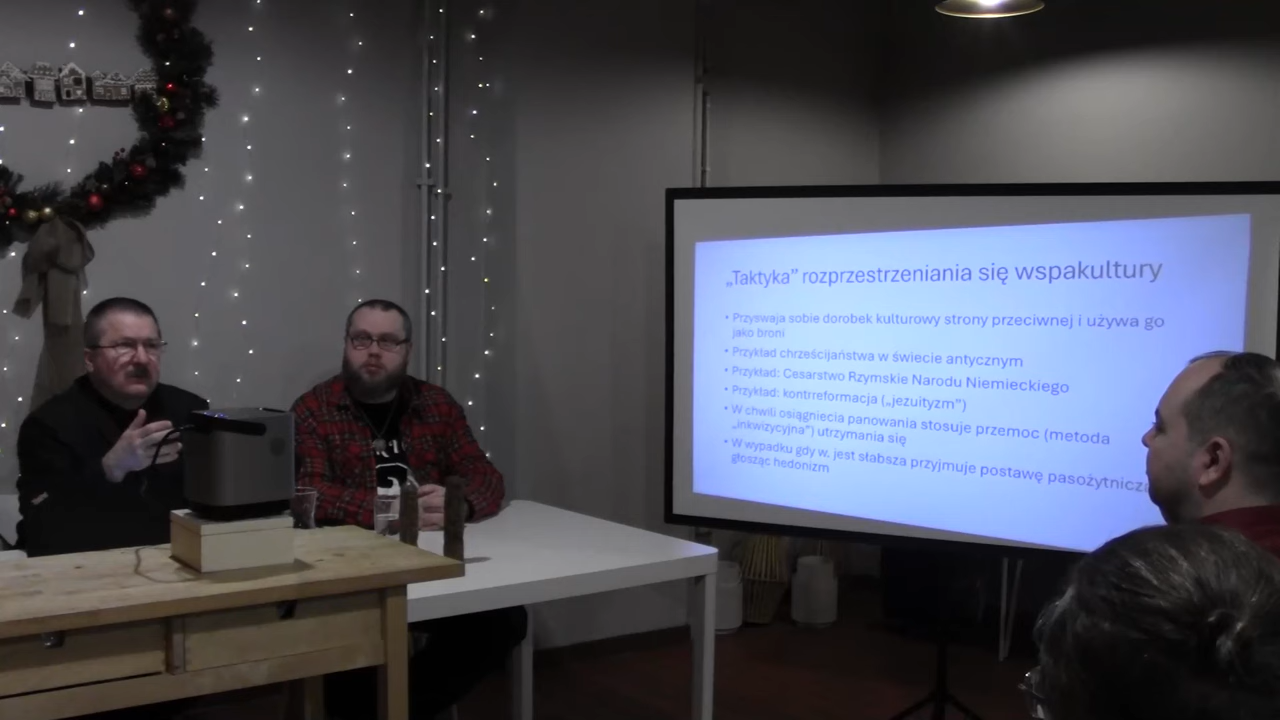 „Taktyka” rozprzestrzeniania się wspakultury
• Przyswaja sobie dorobek kulturowy strony przeciwnej i używa go
jako broni
• Przykład chrześcijaństwa w świecie antycznym
• Przykład: Cesarstwo Rzymskie Narodu Niemieckiego
• Przykład: kontrreformacja („jezuityzm”)
• W chwili osiągniecia panowania stosuje przemoc (metoda
„inkwizycyjna”) utrzymania się
• W wypadku gdy w. jest słabsza przyjmuje postawę pasożytniczą
głosząc hedonizm